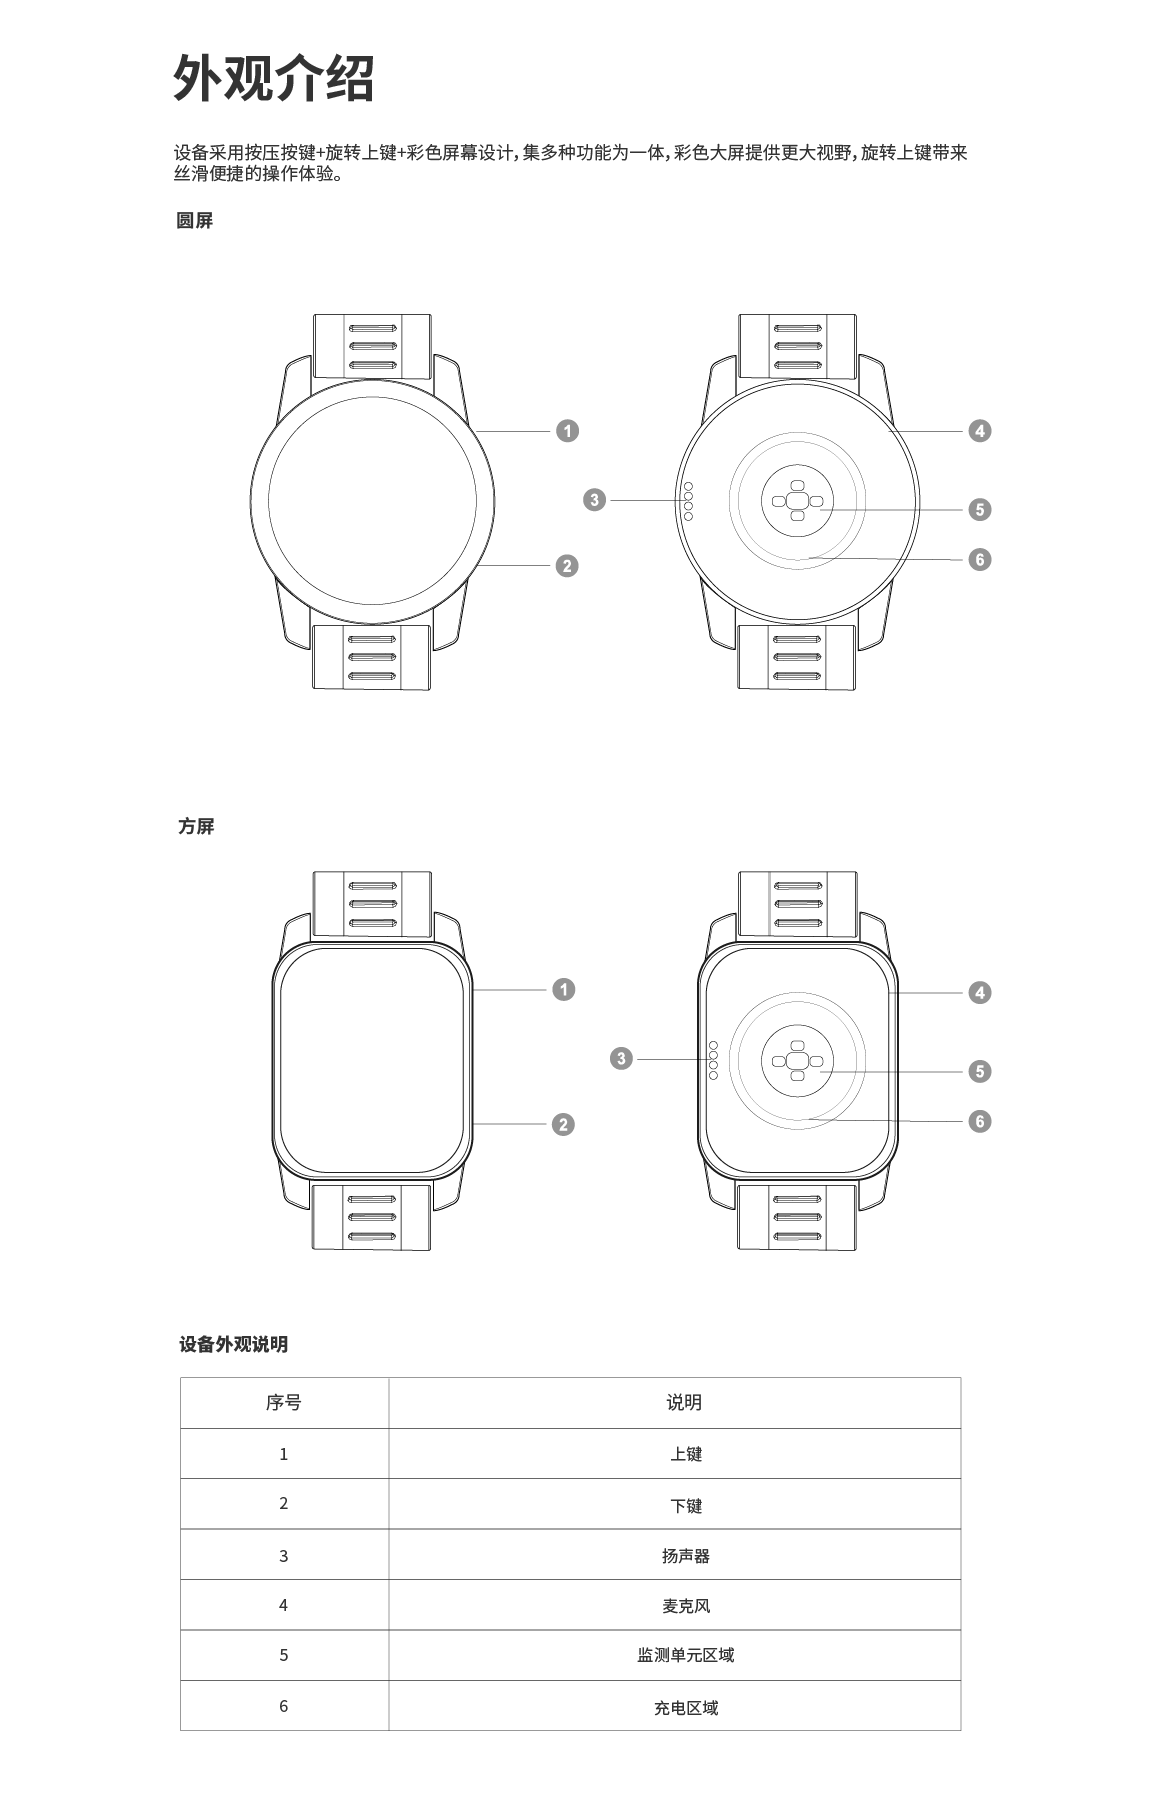 外观介绍
设备采用按压按键+旋转上键+彩色屏幕设计，集多种功能为一体，彩色大屏提供更大视野，旋转上键带来
丝滑便捷的操作体验。
圆屏
1
2
3
4
5
6
方屏
1
2
3
4
5
6
设备外观说明
序号 说明
1 上键
2 下键
3 扬声器
4 麦克风
5 监测单元区域
6 充电区域